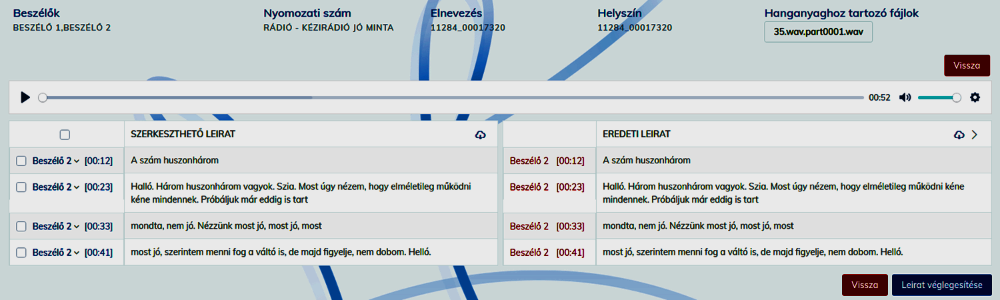 Beszélők
Nyomozati szám
Elnevezés
Helyszín
Hanganyaghoz tartozó fájlok
BESZÉLŐ 1,BESZÉLŐ 2
RÁDIÓ - KÉZIRÁDIÓ JÓ MINTA
11284_00017320
11284_00017320
35.wav.part0001.wav
Vissza
00:52
SZERKESZTHETŐ LEIRAT
EREDETI LEIRAT
Beszélő 2 [00:12] A szám huszonhárom
Beszélő 2 [00:12] A szám huszonhárom
Beszélő 2 [00:23] Halló. Három huszonhárom vagyok. Szia. Most úgy nézem, hogy elméletileg működni
kéne mindennek. Próbáljuk már eddig is tart
Beszélő 2 [00:23] Halló. Három huszonhárom vagyok. Szia. Most úgy nézem, hogy elméletileg működni kéne
mindennek. Próbáljuk már eddig is tart
Beszélő 2 [00:33] mondta, nem jó. Nézzünk most jó, most jó, most
Beszélő 2 [00:33] mondta, nem jó. Nézzünk most jó, most jó, most
Beszélő 2 [00:41] most jó, szerintem menni fog a váltó is, de majd figyelje, nem dobom. Helló.
Beszélő 2 [00:41] most jó, szerintem menni fog a váltó is, de majd figyelje, nem dobom. Helló.
Vissza
Leirat véglegesítése